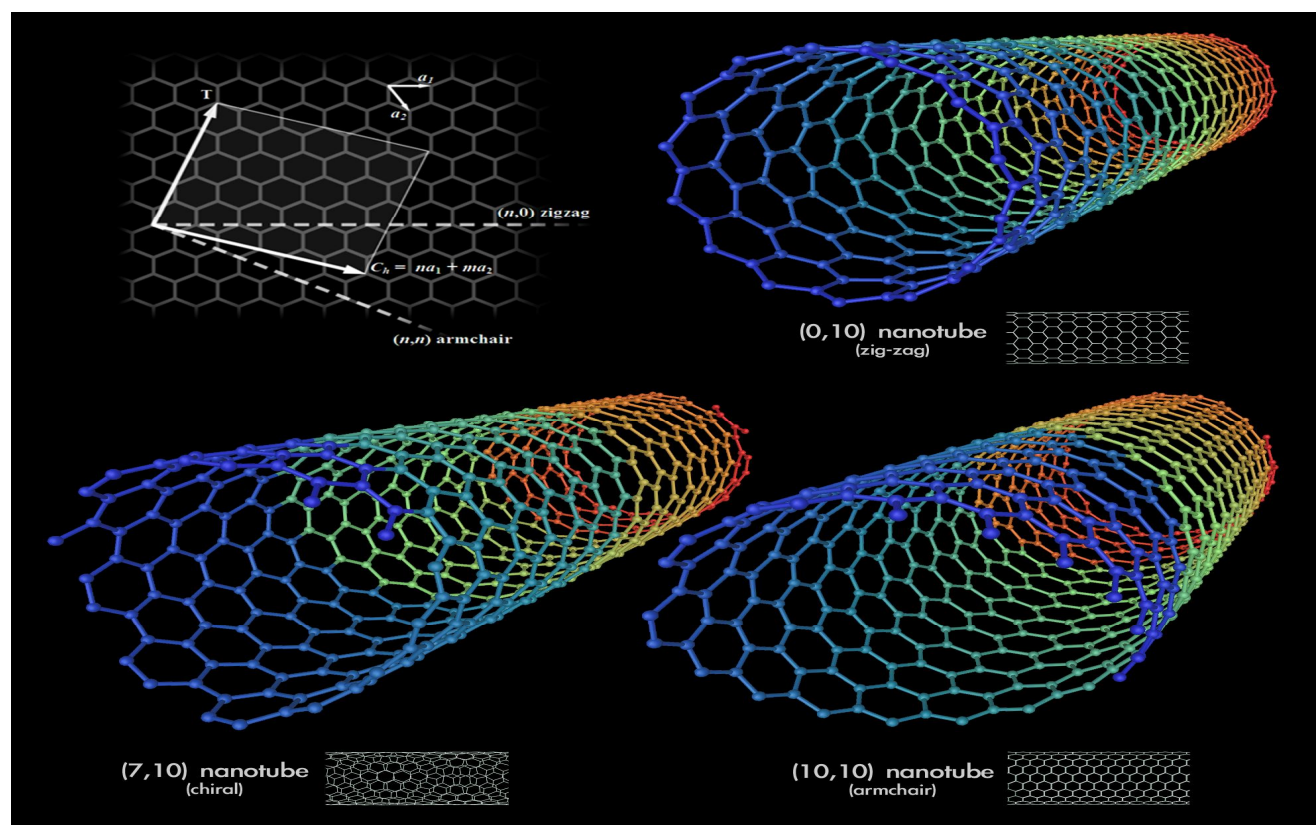 T
a₁
a₂
(n,0) zigzag
Cₕ = na₁ + ma₂
(n,n) armchair
(0,10) nanotube
(zig-zag)
(7,10) nanotube
(chiral)
(10,10) nanotube
(armchair)